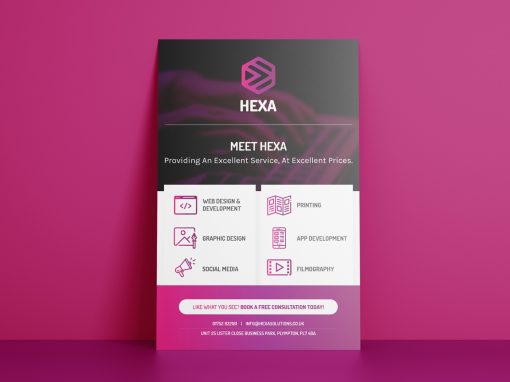 HEXA
MEET HEXA
Providing An Excellent Service, At Excellent Prices.
WEB DESIGN &
DEVELOPMENT
PRINTING
GRAPHIC DESIGN
APP DEVELOPMENT
SOCIAL MEDIA
FILMOGRAPHY
LIKE WHAT YOU SEE? BOOK A FREE CONSULTATION TODAY!
INFO@HEXASOLUTIONS.CO.UK
UNIT 25 LISTER CLOSE BUSINESS PARK, PLYMPTON, PL7 4BA